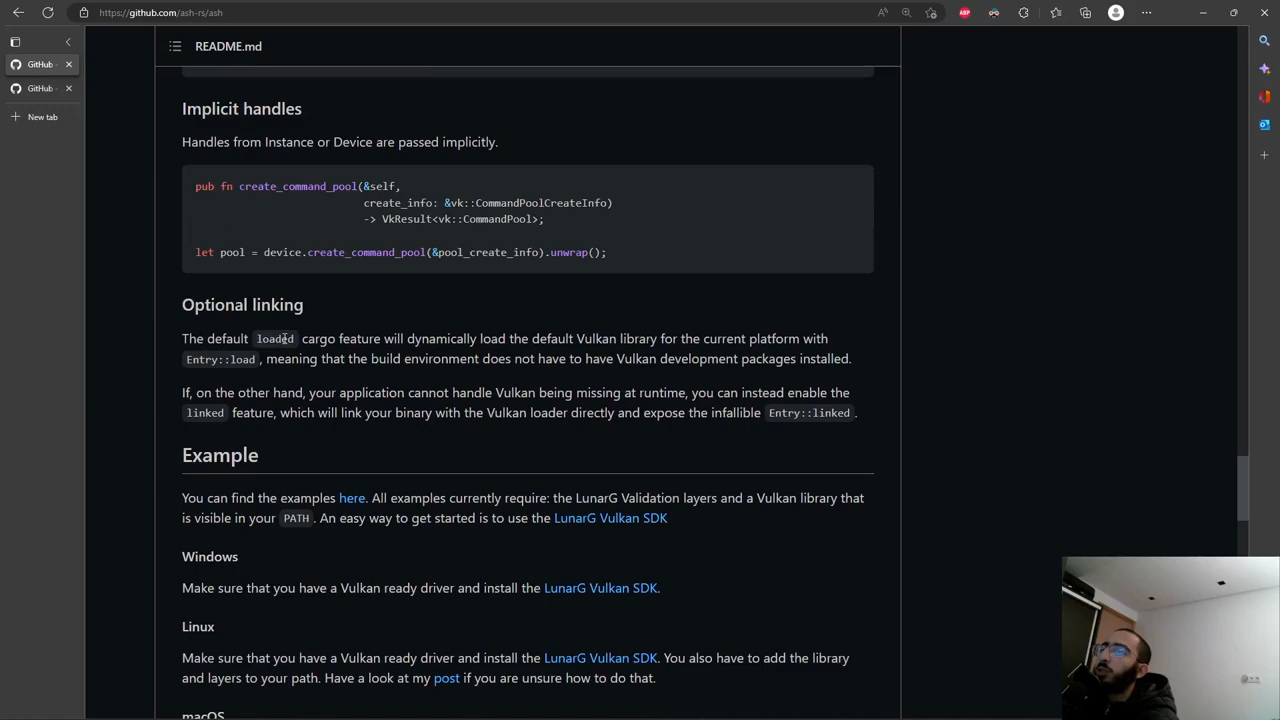 https://github.com/ash-rs/ash
GitHub -
README.md
GitHub -
New tab
Implicit handles
Handles from Instance or Device are passed implicitly.
pub fn create_command_pool(&self,
create_info: &vk::CommandPoolCreateInfo)
-> VkResult<vk::CommandPool>;
let pool = device.create_command_pool(&pool_create_info).unwrap();
Optional linking
The default loaded cargo feature will dynamically load the default Vulkan library for the current platform with
Entry::load, meaning that the build environment does not have to have Vulkan development packages installed.
If, on the other hand, your application cannot handle Vulkan being missing at runtime, you can instead enable the
linked feature, which will link your binary with the Vulkan loader directly and expose the infallible Entry::linked.
Example
You can find the examples here. All examples currently require: the LunarG Validation layers and a Vulkan library that
is visible in your PATH. An easy way to get started is to use the LunarG Vulkan SDK
Windows
Make sure that you have a Vulkan ready driver and install the LunarG Vulkan SDK.
Linux
Make sure that you have a Vulkan ready driver and install the LunarG Vulkan SDK. You also have to add the library
and layers to your path. Have a look at my post if you are unsure how to do that.
macOS